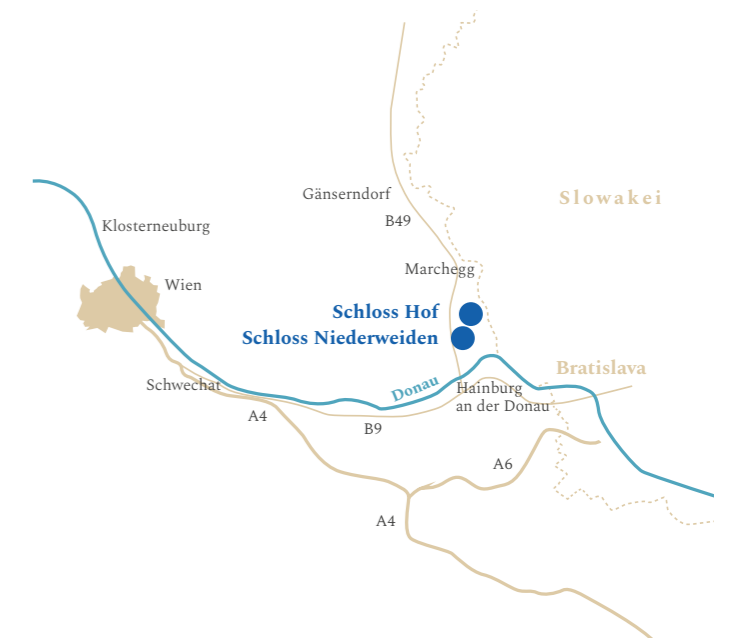 Gänserndorf
Slowakei
B49
Klosterneuburg
Marchegg
Wien
Schloss Hof
Schloss Niederweiden
Bratislava
Schwechat
Donau
Hainburg
an der Donau
A4
B9
A6
A4